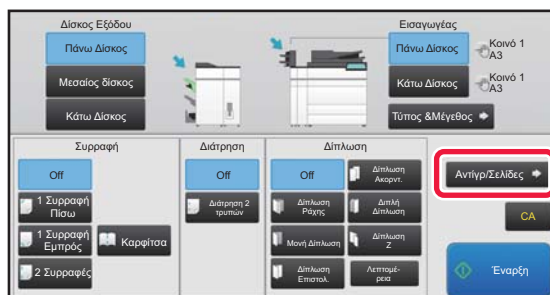 Δίσκος Εξόδου
Πάνω Δίσκος
Μεσαίος δίσκος
Κάτω Δίσκος
Εισαγωγέας
Πάνω Δίσκος
Κοινό 1
A3
Κάτω Δίσκος
Κοινό 1
A3
Τύπος &Μέγεθος
Συρραφή
Off
1 Συρραφή
Πίσω
1 Συρραφή
Εμπρός
Καρφίτσα
2 Συρραφές
Διάτρηση
Off
Διάτρηση 2
τρυπών
Δίπλωση
Off
Δίπλωση
Ακορντ.
Δίπλωση
Ράχης
Διπλή
Δίπλωση
Μονή Δίπλωση
Δίπλωση
Z
Δίπλωση
Επιστολ.
Λεπτομέ-
ρεια
Αντίγρ/Σελίδες
CA
Έναρξη